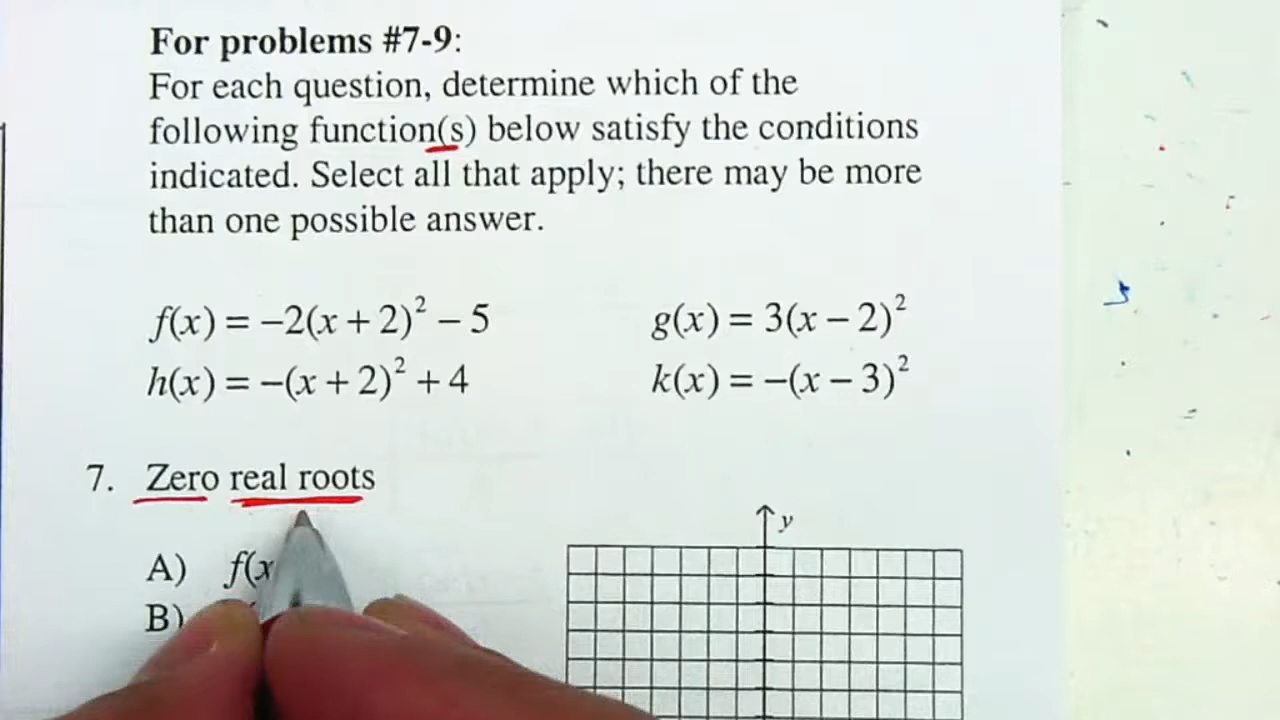 For problems #7-9:
For each question, determine which of the
following function(s) below satisfy the conditions
indicated. Select all that apply; there may be more
than one possible answer.
f(x) = −2(x + 2)² − 5
g(x) = 3(x − 2)²
h(x) = −(x + 2)² + 4
k(x) = −(x − 3)²
7. Zero real roots
y
A) f(x
B)